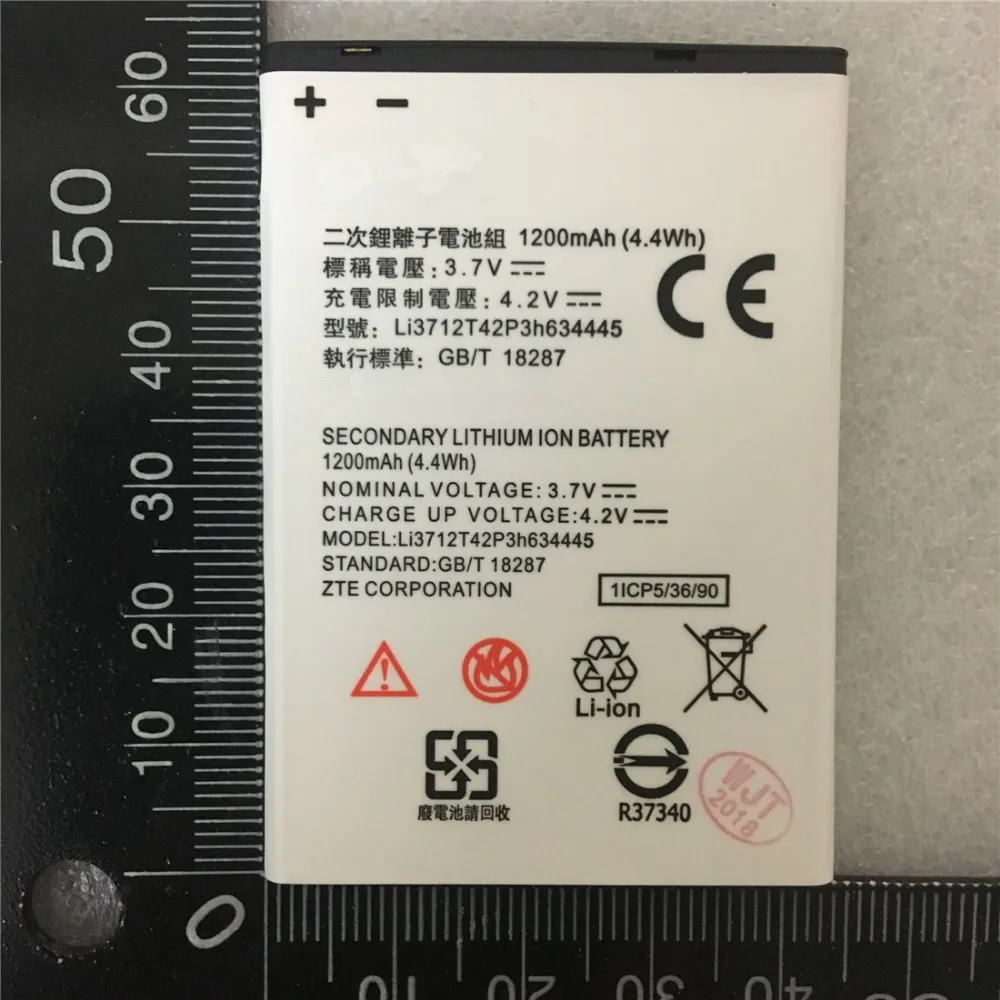 + −
二次鋰離子電池組 1200mAh (4.4Wh)
標稱電壓:3.7V
充電限制電壓:4.2V
型號: Li3712T42P3h634445
執行標準: GB/T 18287
SECONDARY LITHIUM ION BATTERY
1200mAh (4.4Wh)
NOMINAL VOLTAGE: 3.7V
CHARGE UP VOLTAGE:4.2V
MODEL:Li3712T42P3h634445
STANDARD:GB/T 18287
ZTE CORPORATION
1ICP5/36/90
CE
Li-ion
廢電池請回收
R37340
WJT
2018
60
50
40
30
20
10
0
10
20
30
40